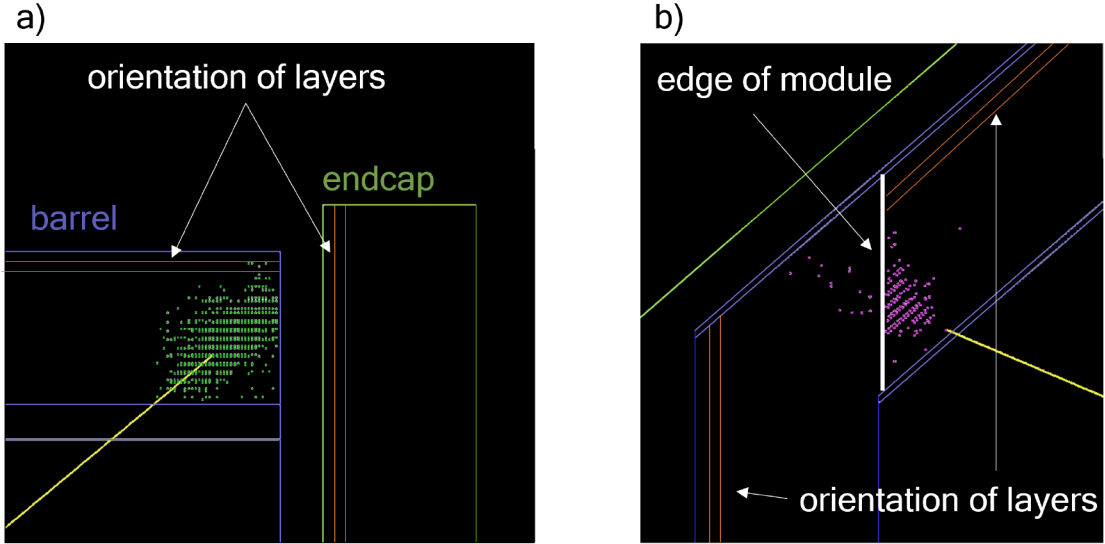 a)
orientation of layers
endcap
barrel
b)
edge of module
orientation of layers